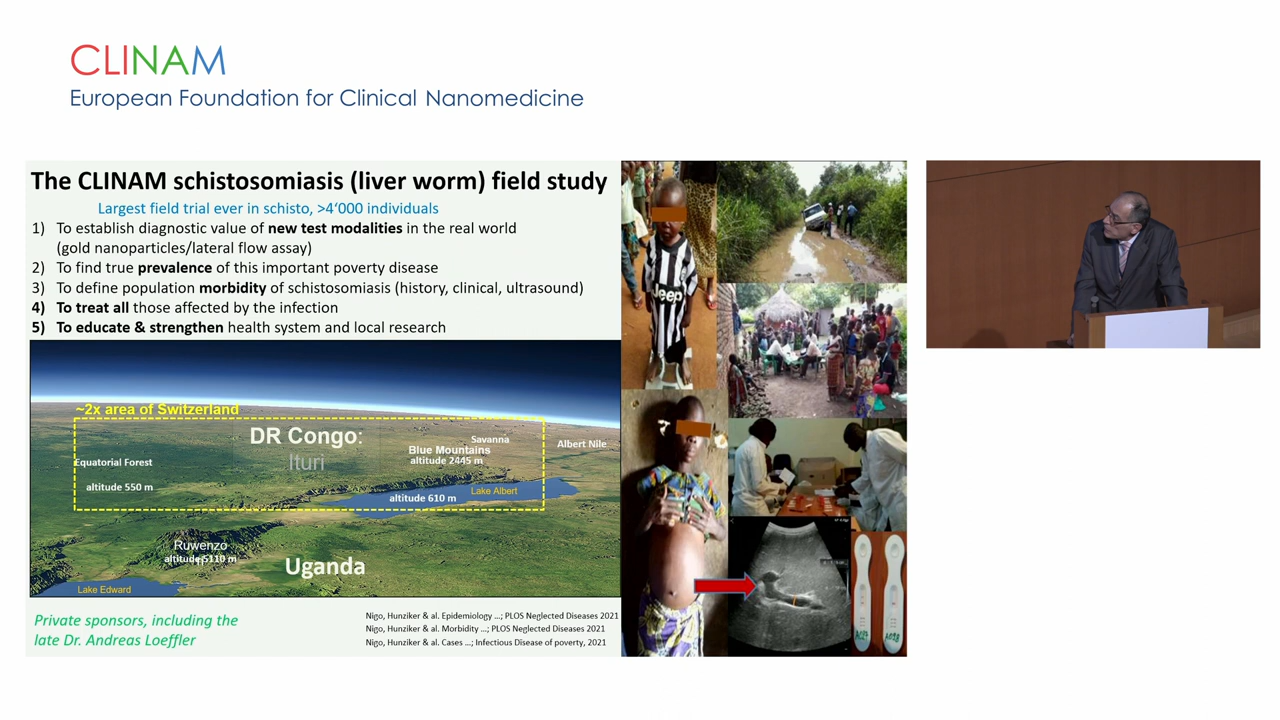 CLINAM
European Foundation for Clinical Nanomedicine
The CLINAM schistosomiasis (liver worm) field study
Largest field trial ever in schisto, >4‘000 individuals
1) To establish diagnostic value of new test modalities in the real world
(gold nanoparticles/lateral flow assay)
2) To find true prevalence of this important poverty disease
3) To define population morbidity of schistosomiasis (history, clinical, ultrasound)
4) To treat all those affected by the infection
5) To educate & strengthen health system and local research
~2x area of Switzerland
DR Congo:
Ituri
Savanna
Blue Mountains
altitude 2445 m
Albert Nile
Equatorial Forest
altitude 550 m
altitude 610 m
Lake Albert
Ruwenzo
altitude 5110 m
Uganda
Lake Edward
Private sponsors, including the
late Dr. Andreas Loeffler
Nigo, Hunziker & al. Epidemiology ...; PLOS Neglected Diseases 2021
Nigo, Hunziker & al. Morbidity ...; PLOS Neglected Diseases 2021
Nigo, Hunziker & al. Cases ...; Infectious Disease of poverty, 2021
Jeep